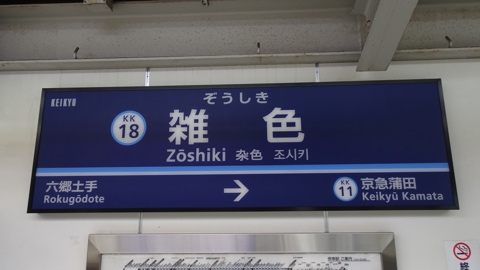 KEIKYU
ぞうしき
KK
18
雑色
Zōshiki 杂色 조시키
六郷土手
Rokugōdote
→
KK
11
京急蒲田
Keikyū Kamata